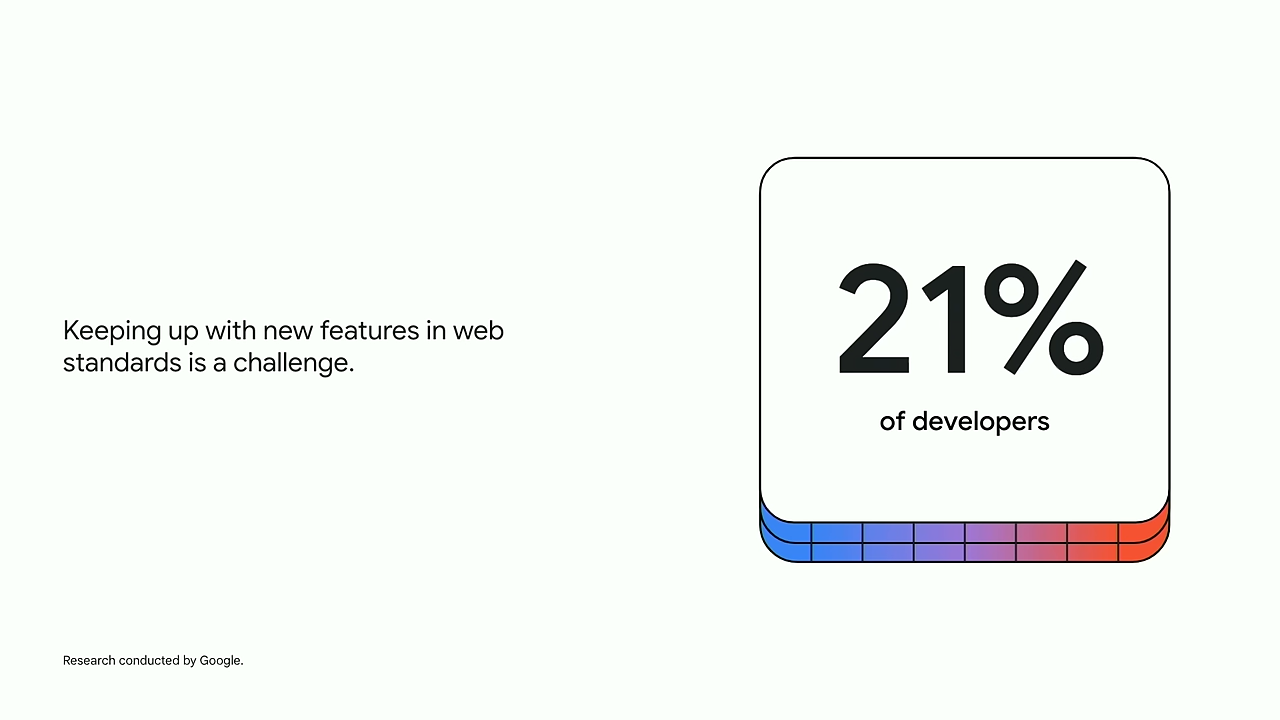 Keeping up with new features in web
standards is a challenge.
21%
of developers
Research conducted by Google.